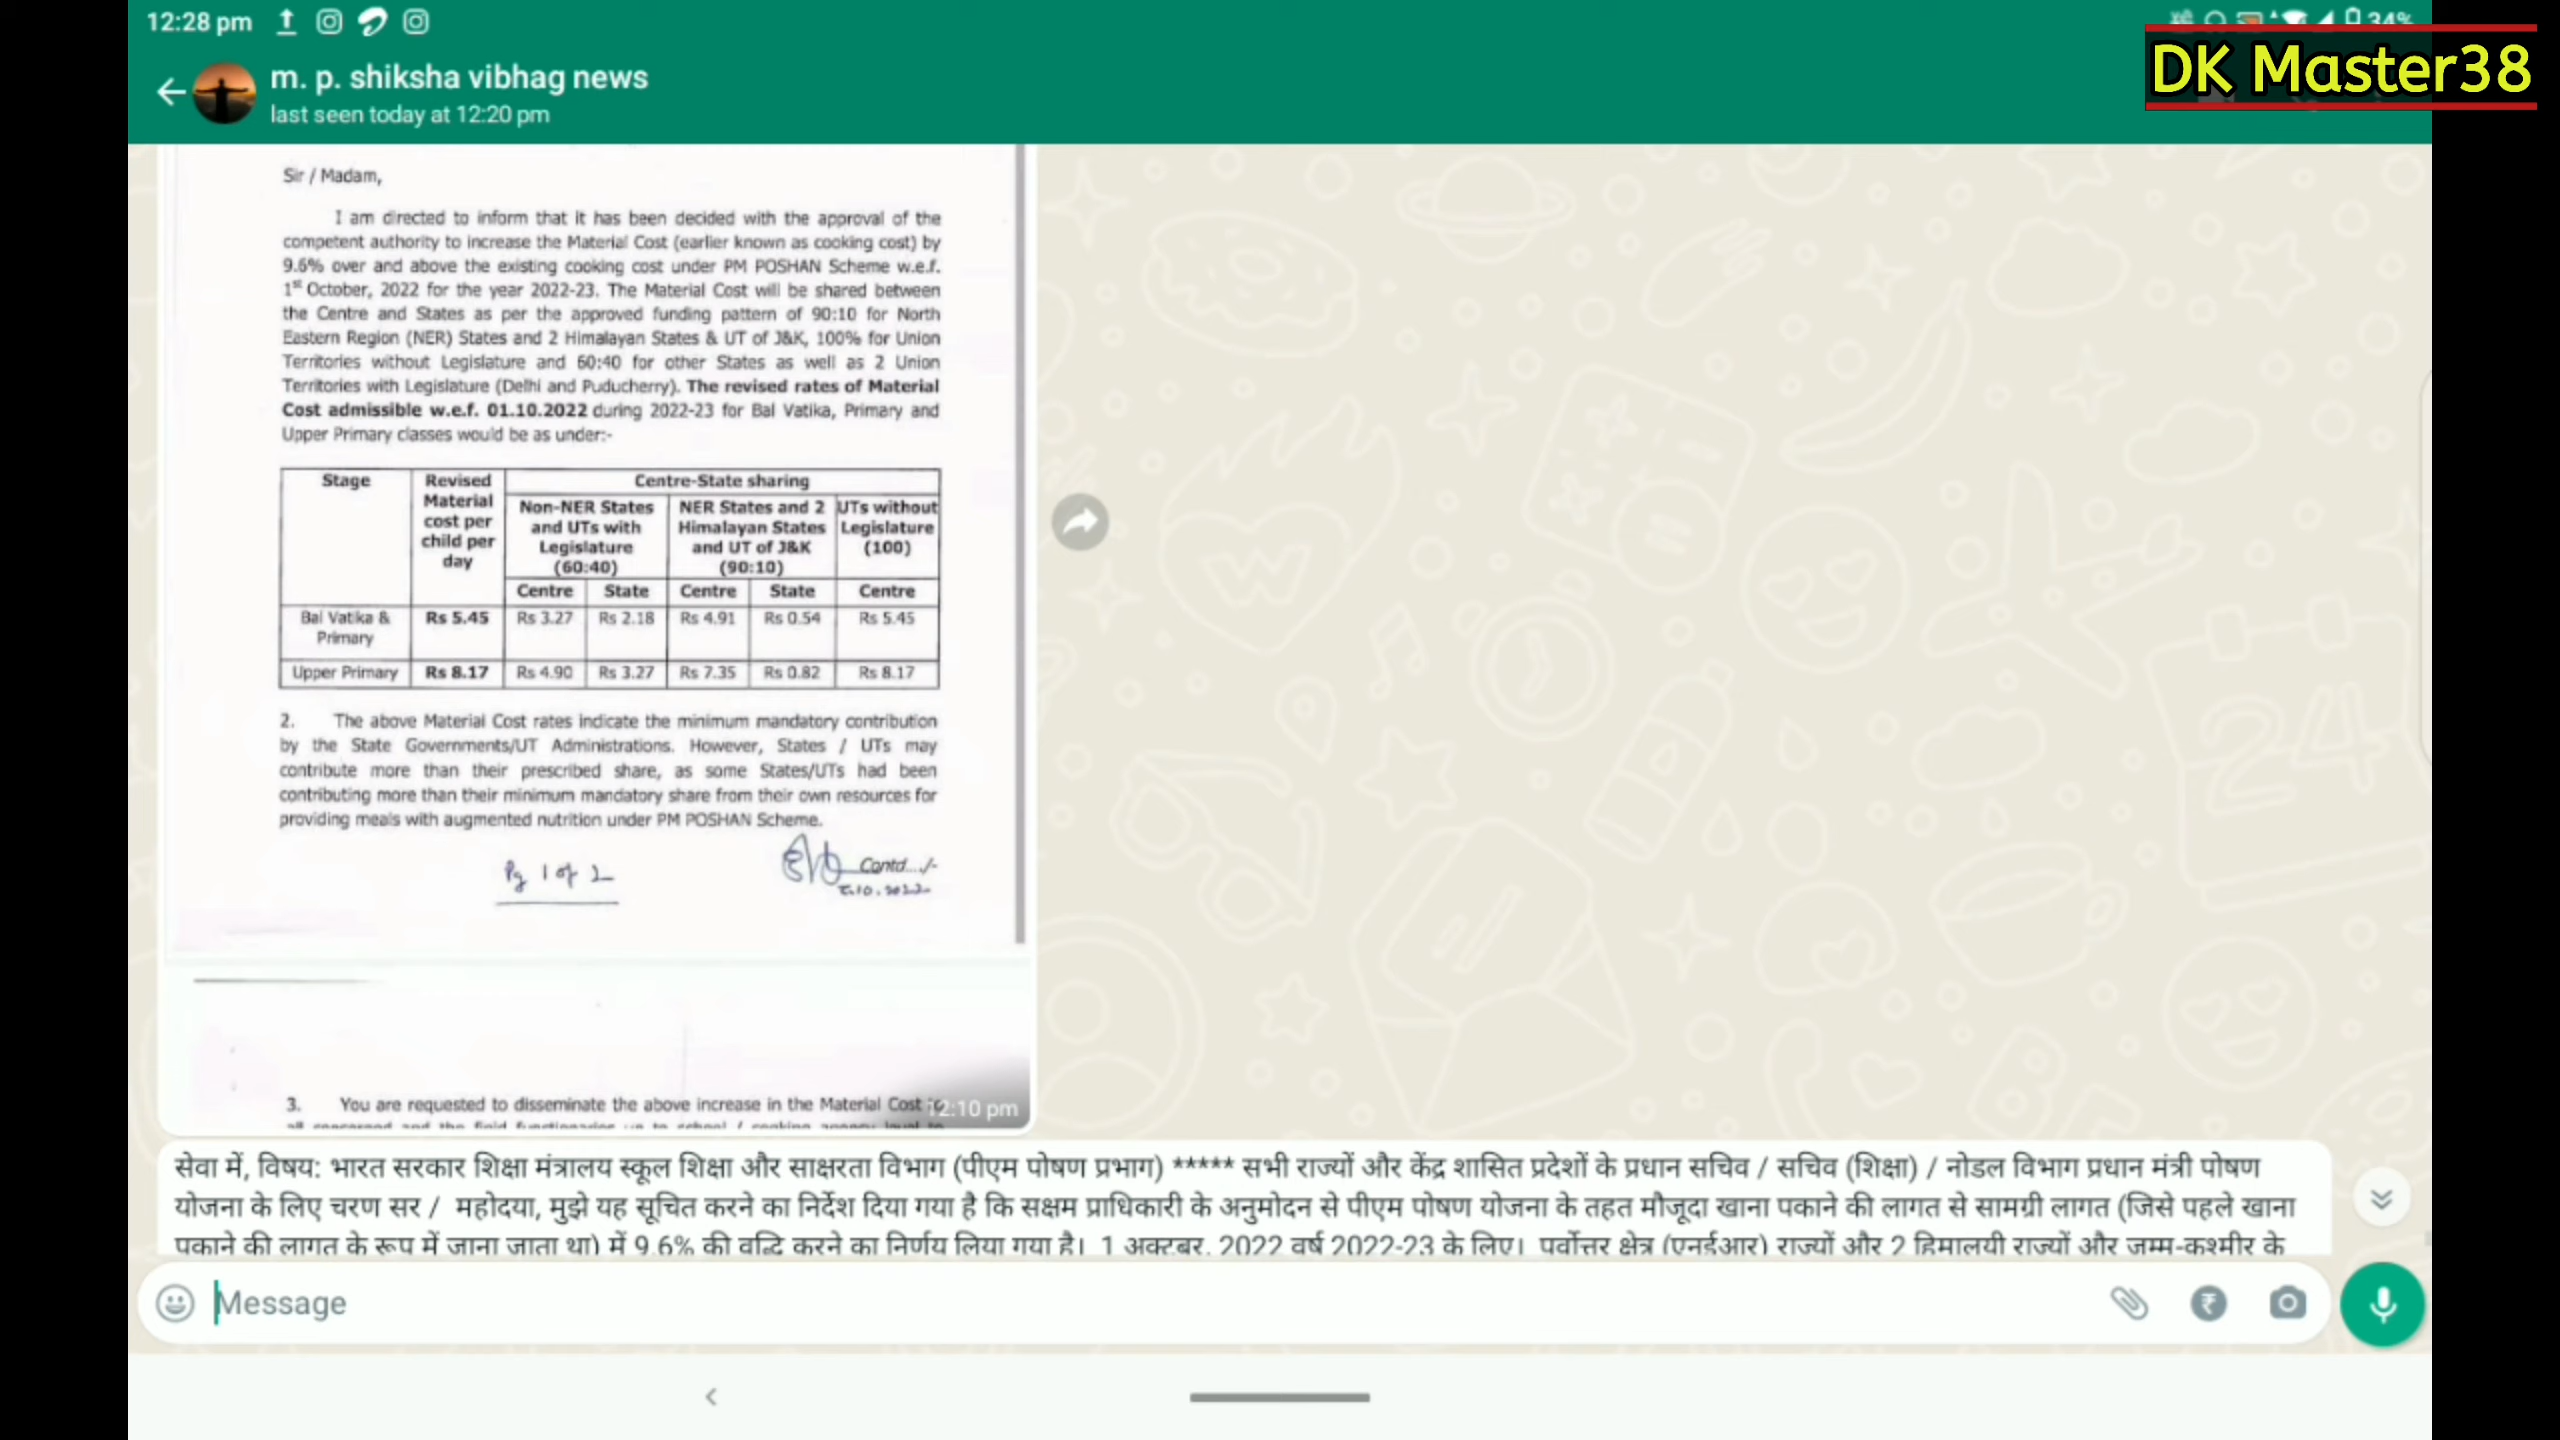 12:28 pm
34%
DK Master38
m. p. shiksha vibhag news
last seen today at 12:20 pm
Sir / Madam,
I am directed to inform that it has been decided with the approval of the
competent authority to increase the Material Cost (earlier known as cooking cost) by
9.6% over and above the existing cooking cost under PM POSHAN Scheme w.e.f.
1st October, 2022 for the year 2022-23. The Material Cost will be shared between
the Centre and States as per the approved funding pattern of 90:10 for North
Eastern Region (NER) States and 2 Himalayan States & UT of J&K, 100% for Union
Territories without Legislature and 60:40 for other States as well as 2 Union
Territories with Legislature (Delhi and Puducherry). The revised rates of Material
Cost admissible w.e.f. 01.10.2022 during 2022-23 for Bal Vatika, Primary and
Upper Primary classes would be as under:-
Stage Revised Centre-State sharing
Material Non-NER States NER States and 2 UTs without
cost per and UTs with Himalayan States Legislature
child per Legislature and UT of J&K (100)
day (60:40) (90:10)
Centre State Centre State Centre
Bal Vatika & Rs 5.45 Rs 3.27 Rs 2.18 Rs 4.91 Rs 0.54 Rs 5.45
Primary
Upper Primary Rs 8.17 Rs 4.90 Rs 3.27 Rs 7.35 Rs 0.82 Rs 8.17
2. The above Material Cost rates indicate the minimum mandatory contribution
by the State Governments/UT Administrations. However, States / UTs may
contribute more than their prescribed share, as some States/UTs had been
contributing more than their minimum mandatory share from their own resources for
providing meals with augmented nutrition under PM POSHAN Scheme.
Pg 1 of 2
Contd.../-
3. You are requested to disseminate the above increase in the Material Cost
12:10 pm
सेवा में, विषय: भारत सरकार शिक्षा मंत्रालय स्कूल शिक्षा और साक्षरता विभाग (पीएम पोषण प्रभाग) ***** सभी राज्यों और केंद्र शासित प्रदेशों के प्रधान सचिव / सचिव (शिक्षा) / नोडल विभाग प्रधान मंत्री पोषण
योजना के लिए चरण सर / महोदया, मुझे यह सूचित करने का निर्देश दिया गया है कि सक्षम प्राधिकारी के अनुमोदन से पीएम पोषण योजना के तहत मौजूदा खाना पकाने की लागत से सामग्री लागत (जिसे पहले खाना
पकाने की लागत के रूप में जाना जाता था) में 9.6% की वृद्धि करने का निर्णय लिया गया है। 1 अक्टूबर, 2022 वर्ष 2022-23 के लिए। पूर्वोत्तर क्षेत्र (एनईआर) राज्यों और 2 हिमालयी राज्यों और जम्मू-कश्मीर के
Message